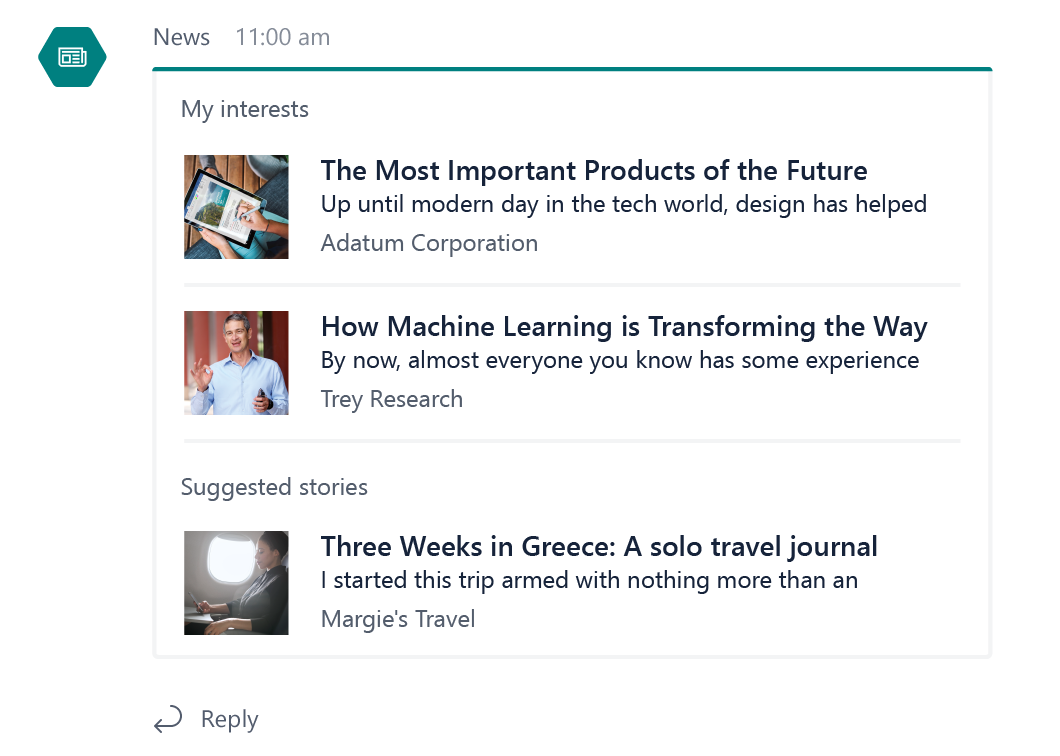 News 11:00 am
My interests
The Most Important Products of the Future
Up until modern day in the tech world, design has helped
Adatum Corporation
How Machine Learning is Transforming the Way
By now, almost everyone you know has some experience
Trey Research
Suggested stories
Three Weeks in Greece: A solo travel journal
I started this trip armed with nothing more than an
Margie's Travel
Reply